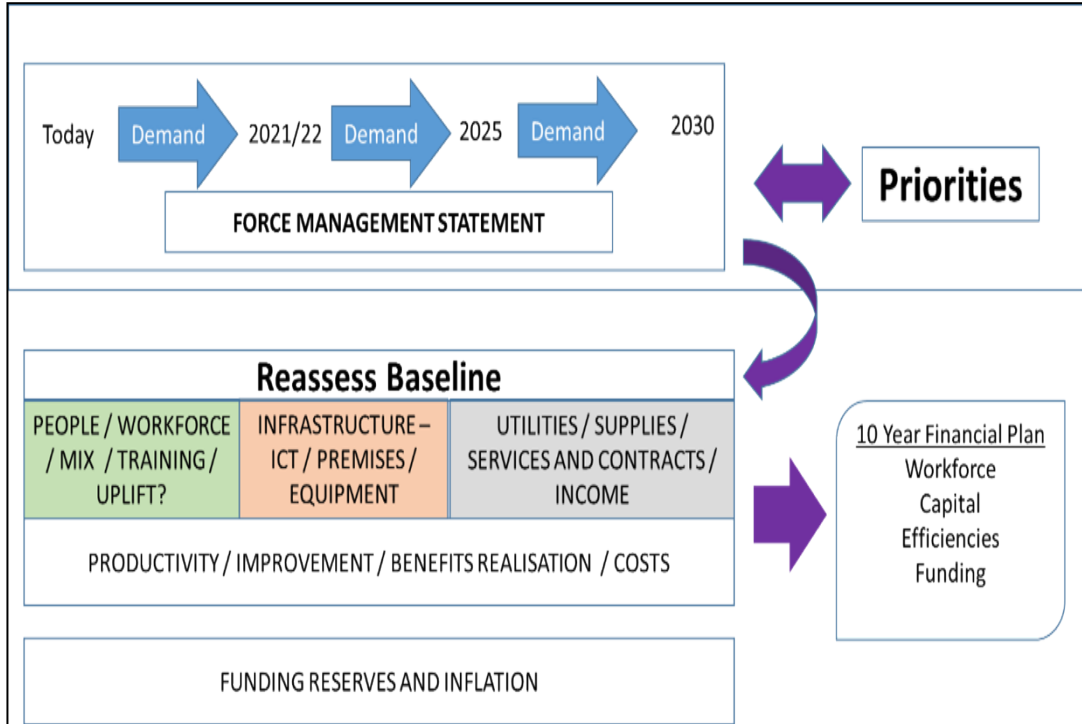 Today Demand 2021/22 Demand 2025 Demand 2030
FORCE MANAGEMENT STATEMENT
Priorities
Reassess Baseline
PEOPLE / WORKFORCE
/ MIX / TRAINING /
UPLIFT?
INFRASTRUCTURE –
ICT / PREMISES /
EQUIPMENT
UTILITIES / SUPPLIES /
SERVICES AND CONTRACTS /
INCOME
PRODUCTIVITY / IMPROVEMENT / BENEFITS REALISATION / COSTS
FUNDING RESERVES AND INFLATION
10 Year Financial Plan
Workforce
Capital
Efficiencies
Funding